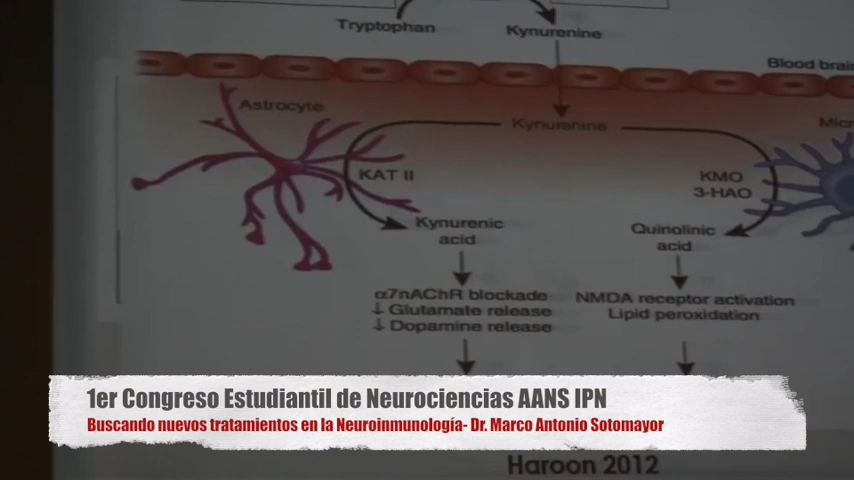 Tryptophan
Kynurenine
Blood brain
Astrocyte
Kynurenine
Micr
KAT II
KMO
3-HAO
Kynurenic
acid
Quinolinic
acid
α7nAChR blockade
↓ Glutamate release
↓ Dopamine release
NMDA receptor activation
Lipid peroxidation
1er Congreso Estudiantil de Neurociencias AANS IPN
Buscando nuevos tratamientos en la Neuroinmunología- Dr. Marco Antonio Sotomayor
Haroon 2012